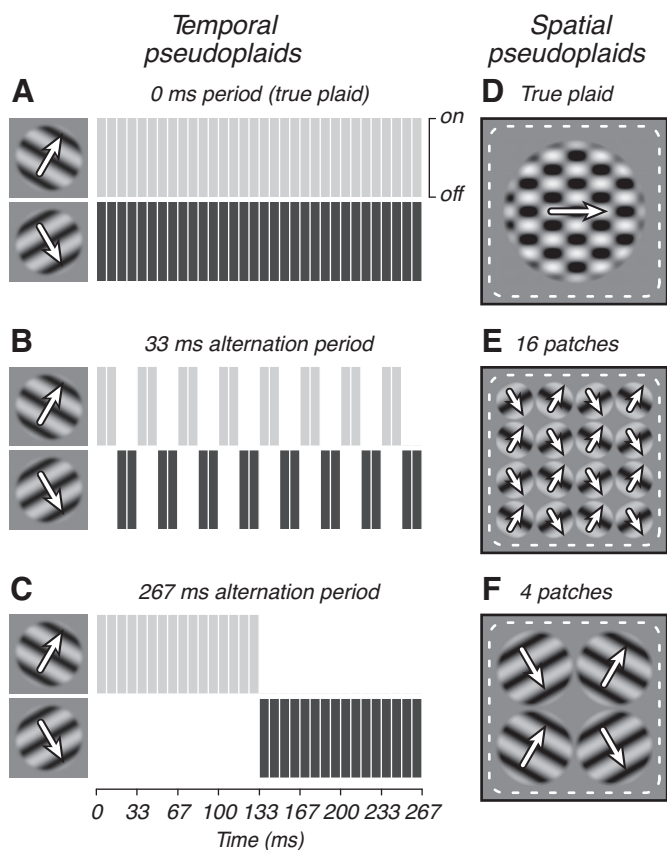 Temporal
pseudoplaids
Spatial
pseudoplaids
A
0 ms period (true plaid)
on
off
D
True plaid
B
33 ms alternation period
E
16 patches
C
267 ms alternation period
F
4 patches
0 33 67 100 133 167 200 233 267
Time (ms)